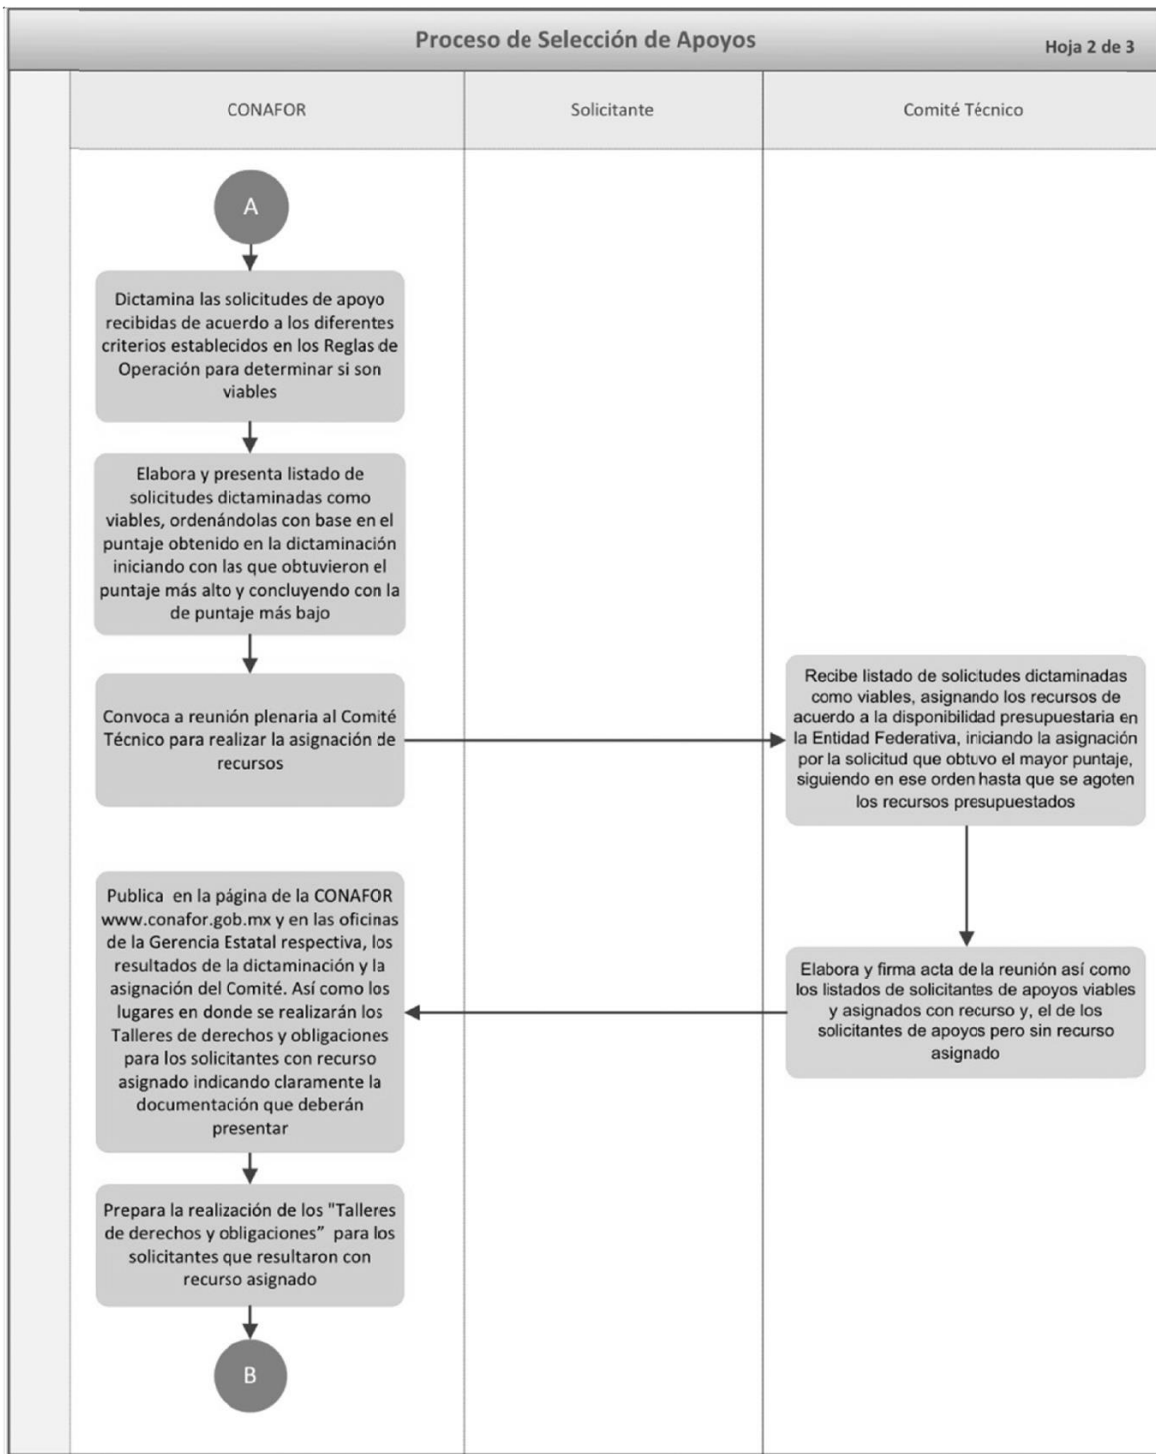 Proceso de Selección de Apoyos
Hoja 2 de 3
CONAFOR
Solicitante
Comité Técnico
A
Dictamina las solicitudes de apoyo
recibidas de acuerdo a los diferentes
criterios establecidos en los Reglas de
Operación para determinar si son
viables
Elabora y presenta listado de
solicitudes dictaminadas como
viables, ordenándolas con base en el
puntaje obtenido en la dictaminación
iniciando con las que obtuvieron el
puntaje más alto y concluyendo con la
de puntaje más bajo
Convoca a reunión plenaria al Comité
Técnico para realizar la asignación de
recursos
Recibe listado de solicitudes dictaminadas
como viables, asignando los recursos de
acuerdo a la disponibilidad presupuestaria en
la Entidad Federativa, iniciando la asignación
por la solicitud que obtuvo el mayor puntaje,
siguiendo en ese orden hasta que se agoten
los recursos presupuestados
Elabora y firma acta de la reunión así como
los listados de solicitantes de apoyos viables
y asignados con recurso y, el de los
solicitantes de apoyos pero sin recurso
asignado
Publica en la página de la CONAFOR
www.conafor.gob.mx y en las oficinas
de la Gerencia Estatal respectiva, los
resultados de la dictaminación y la
asignación del Comité. Así como los
lugares en donde se realizarán los
Talleres de derechos y obligaciones
para los solicitantes con recurso
asignado indicando claramente la
documentación que deberán
presentar
Prepara la realización de los "Talleres
de derechos y obligaciones” para los
solicitantes que resultaron con
recurso asignado
B